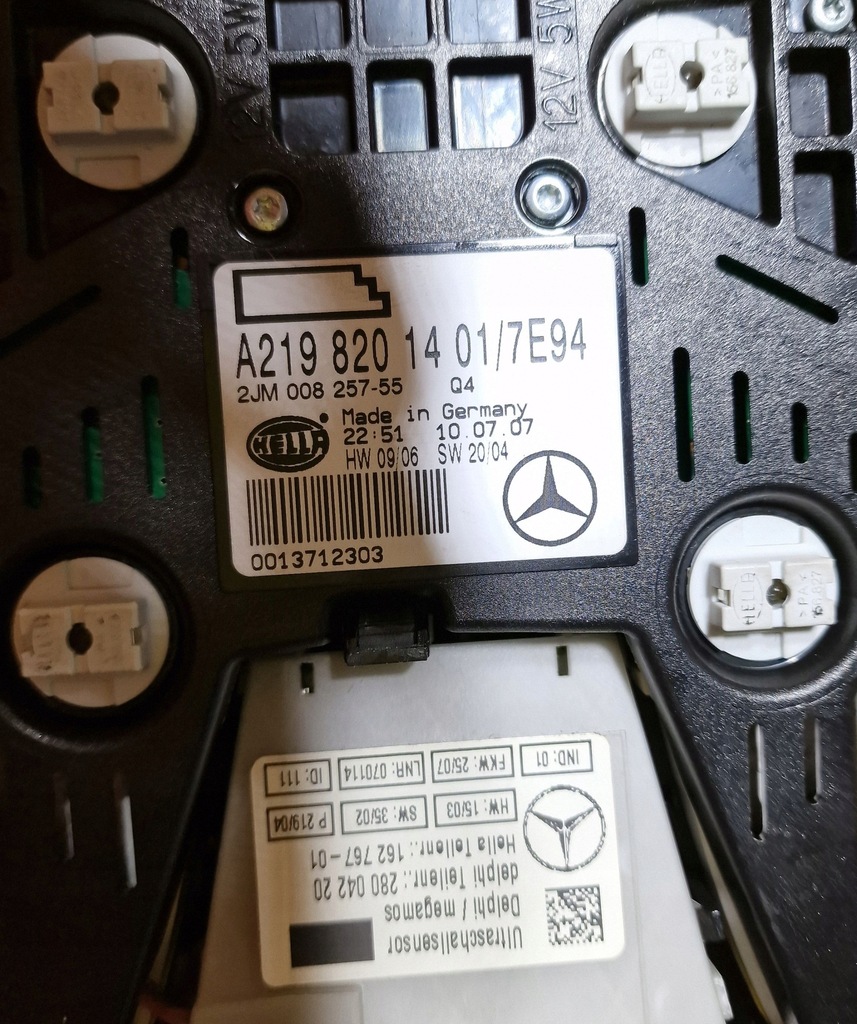 12V 5W
12V 5W
HELLA
>PA<
A219 820 14 01/7E94
2JM 008 257-55 Q4
HELLA
Made in Germany
22:51 10.07.07
HW 09/06 SW 20/04
0013712303
HELLA
HELLA
>PA<
Ultraschallsensor
Delphi / megamos
delphi Teilenr.: 280 042 20
Hella Teilenr.: 162 767-01
P 219/04 SW: 35/02 HW: 15/03
ID: 111 LNR: 070114 FKW: 25/07 IND: 01